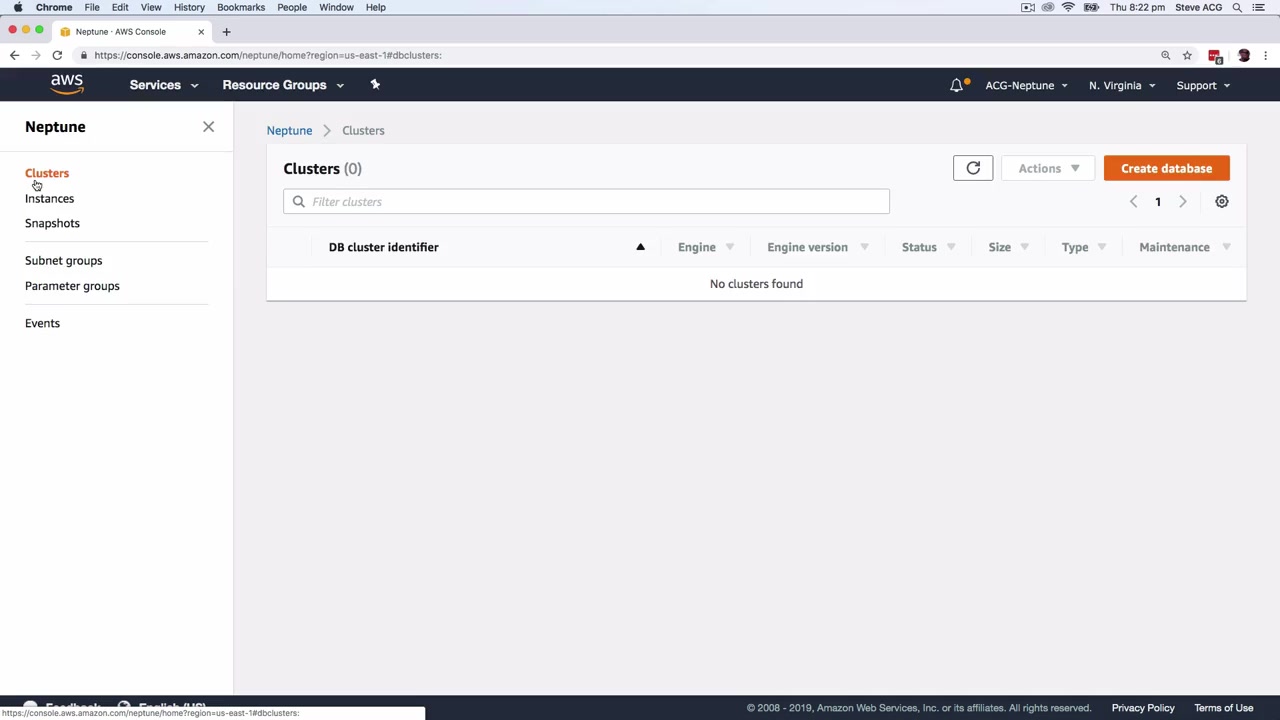 Chrome File Edit View History Bookmarks People Window Help Thu 8:22 pm Steve ACG
Neptune · AWS Console
https://console.aws.amazon.com/neptune/home?region=us-east-1#dbclusters:
6
aws Services Resource Groups ACG-Neptune N. Virginia Support
Neptune
Clusters
Instances
Snapshots
Subnet groups
Parameter groups
Events
Neptune Clusters
Clusters (0) Actions Create database
Filter clusters 1
DB cluster identifier Engine Engine version Status Size Type Maintenance
No clusters found
Feedback English (US) © 2008 - 2019, Amazon Web Services, Inc. or its affiliates. All rights reserved. Privacy Policy Terms of Use
https://console.aws.amazon.com/neptune/home?region=us-east-1#dbclusters: